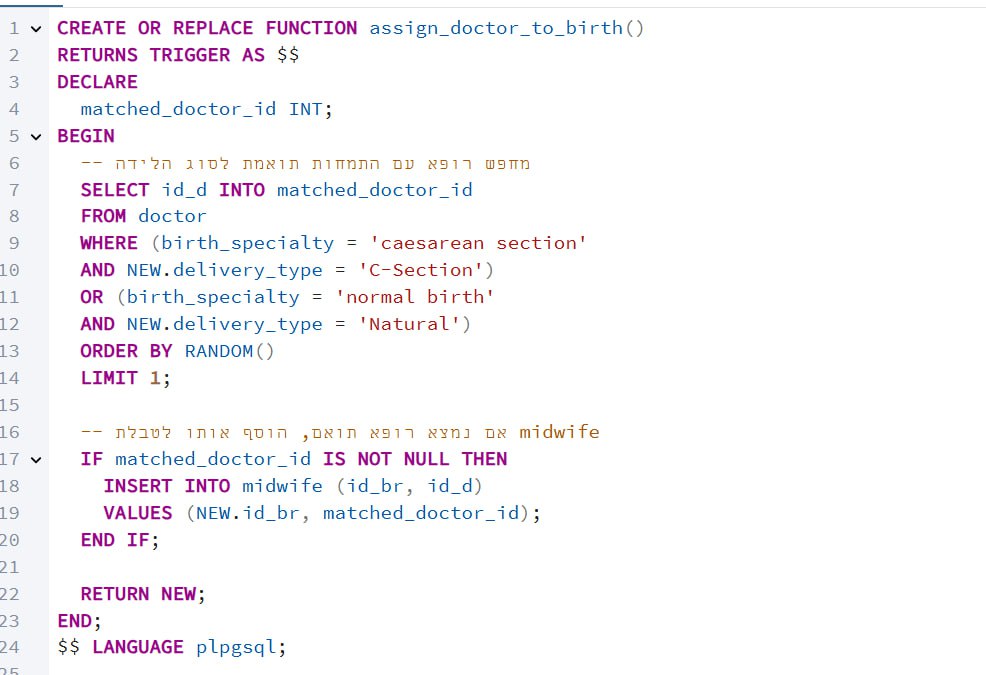 1 CREATE OR REPLACE FUNCTION assign_doctor_to_birth()
2 RETURNS TRIGGER AS $$
3 DECLARE
4 matched_doctor_id INT;
5 BEGIN
6 -- מחפש רופא עם התמחות תואמת לסוג הלידה
7 SELECT id_d INTO matched_doctor_id
8 FROM doctor
9 WHERE (birth_specialty = 'caesarean section'
10 AND NEW.delivery_type = 'C-Section')
11 OR (birth_specialty = 'normal birth'
12 AND NEW.delivery_type = 'Natural')
13 ORDER BY RANDOM()
14 LIMIT 1;
15
16 -- אם נמצא רופא תואם, הוסף אותו לטבלת midwife
17 IF matched_doctor_id IS NOT NULL THEN
18 INSERT INTO midwife (id_br, id_d)
19 VALUES (NEW.id_br, matched_doctor_id);
20 END IF;
21
22 RETURN NEW;
23 END;
24 $$ LANGUAGE plpgsql;
25